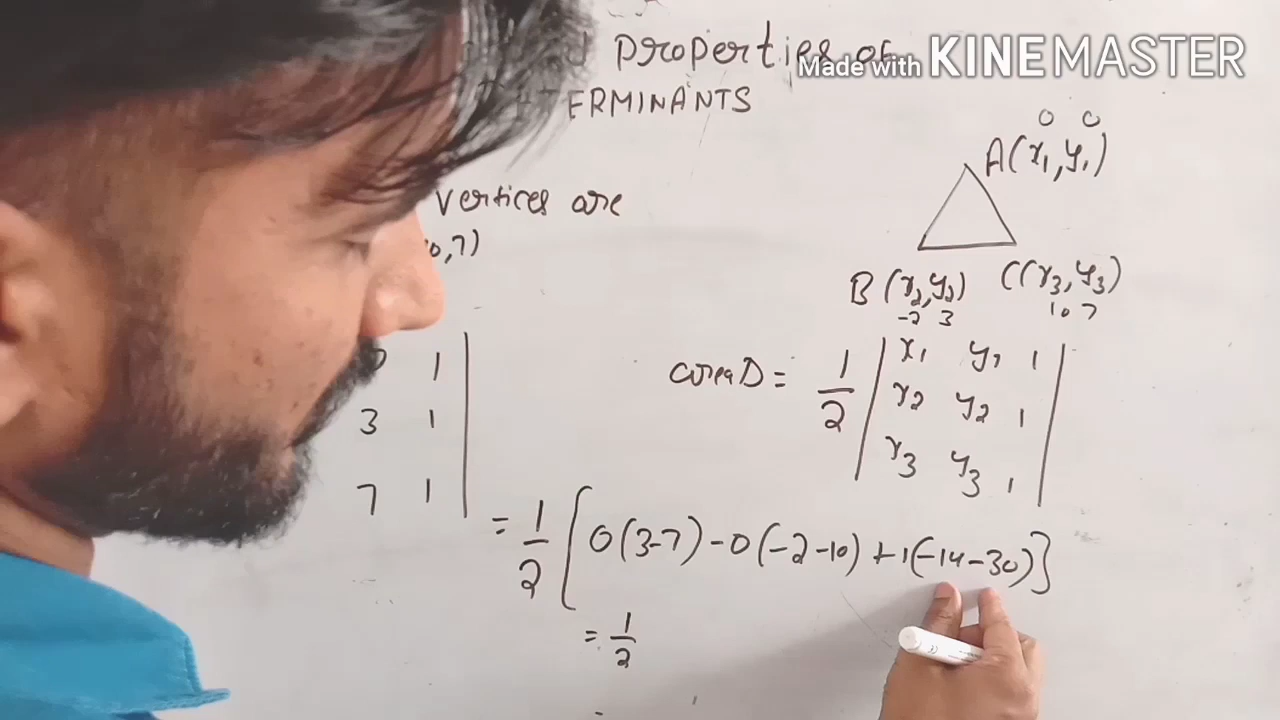 properties of
Made with KINEMASTER
TERMINANTS
0 0
A(x1,y1)
vertices are
0,7)
B(x2,y2) C(x3,y3)
-2 3 10 7
area D = 1/2 | x1 y1 1
x2 y2 1
x3 y3 1 |
1
3 1
7 1
= 1/2 [0(3-7) - 0(-2-10) + 1(-14-30)]
= 1/2